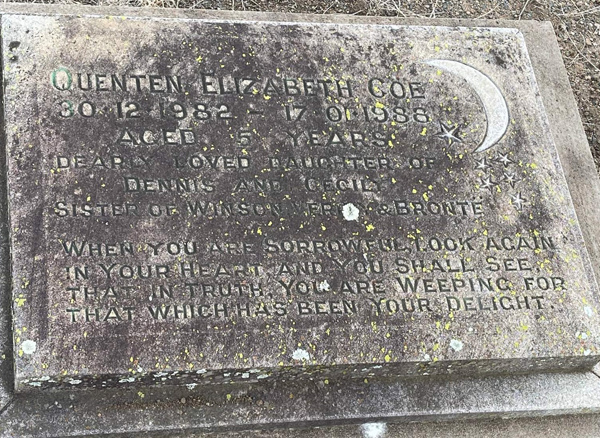 QUENTEN ELIZABETH COE
30·12·1982 - 17·01·1988
AGED 5 YEARS
DEARLY LOVED DAUGHTER OF
DENNIS AND CECILY
SISTER OF WINSON & BRONTË
WHEN YOU ARE SORROWFUL LOOK AGAIN
IN YOUR HEART, AND YOU SHALL SEE,
THAT IN TRUTH, YOU ARE WEEPING FOR
THAT WHICH HAS BEEN YOUR DELIGHT.